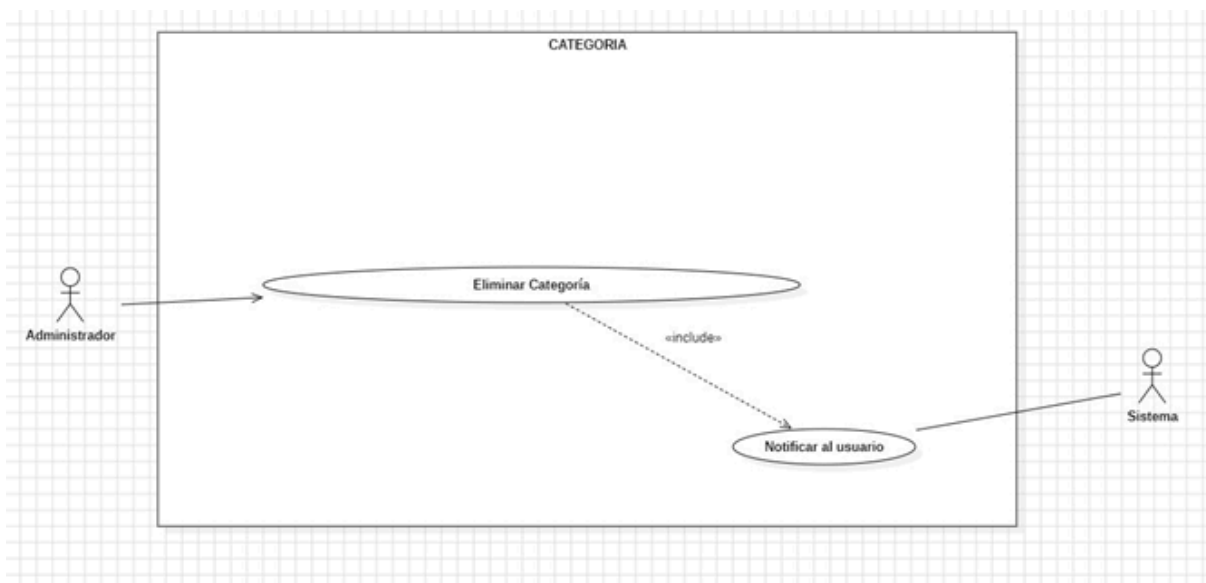 CATEGORIA
Eliminar Categoría
Administrador
«include»
Sistema
Notificar al usuario